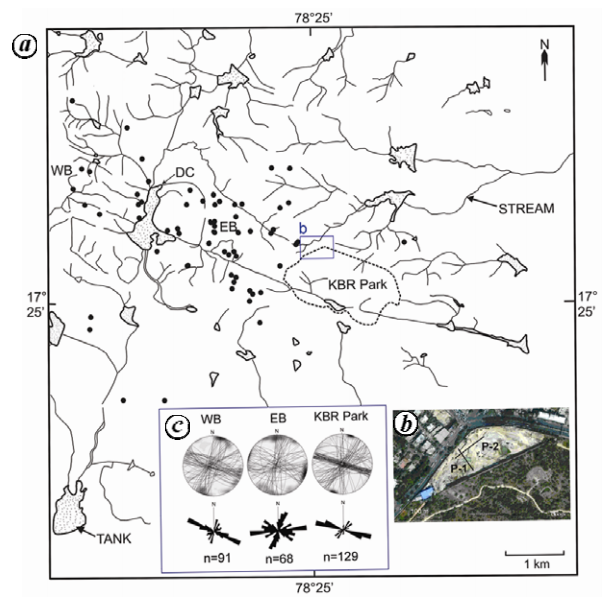 78°25'
a
N
WB
DC
STREAM
EB
b
KBR Park
17°
25'
17°
25'
c
WB
EB
KBR Park
N
N
N
b
P-2
P-1
N
N
N
n=91
n=68
n=129
TANK
1 km
78°25'